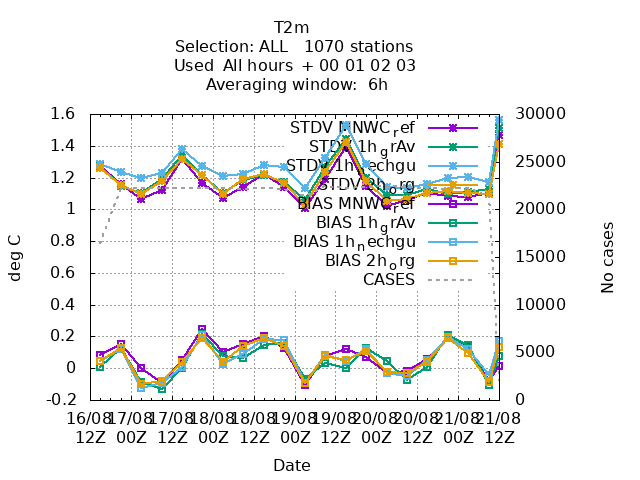 T2m
Selection: ALL 1070 stations
Used All hours + 00 01 02 03
Averaging window: 6h
deg C
No cases
1.6
1.4
1.2
1
0.8
0.6
0.4
0.2
0
-0.2
30000
25000
20000
15000
10000
5000
0
STDV MNWC_ref
STDV 1h_grAv
STDV 1h_nechgu
STDV 2h_org
BIAS MNWC_ref
BIAS 1h_grAv
BIAS 1h_nechgu
BIAS 2h_org
CASES
16/08 17/08 17/08 18/08 18/08 19/08 19/08 20/08 20/08 21/08 21/08
12Z 00Z 12Z 00Z 12Z 00Z 12Z 00Z 12Z 00Z 12Z
Date